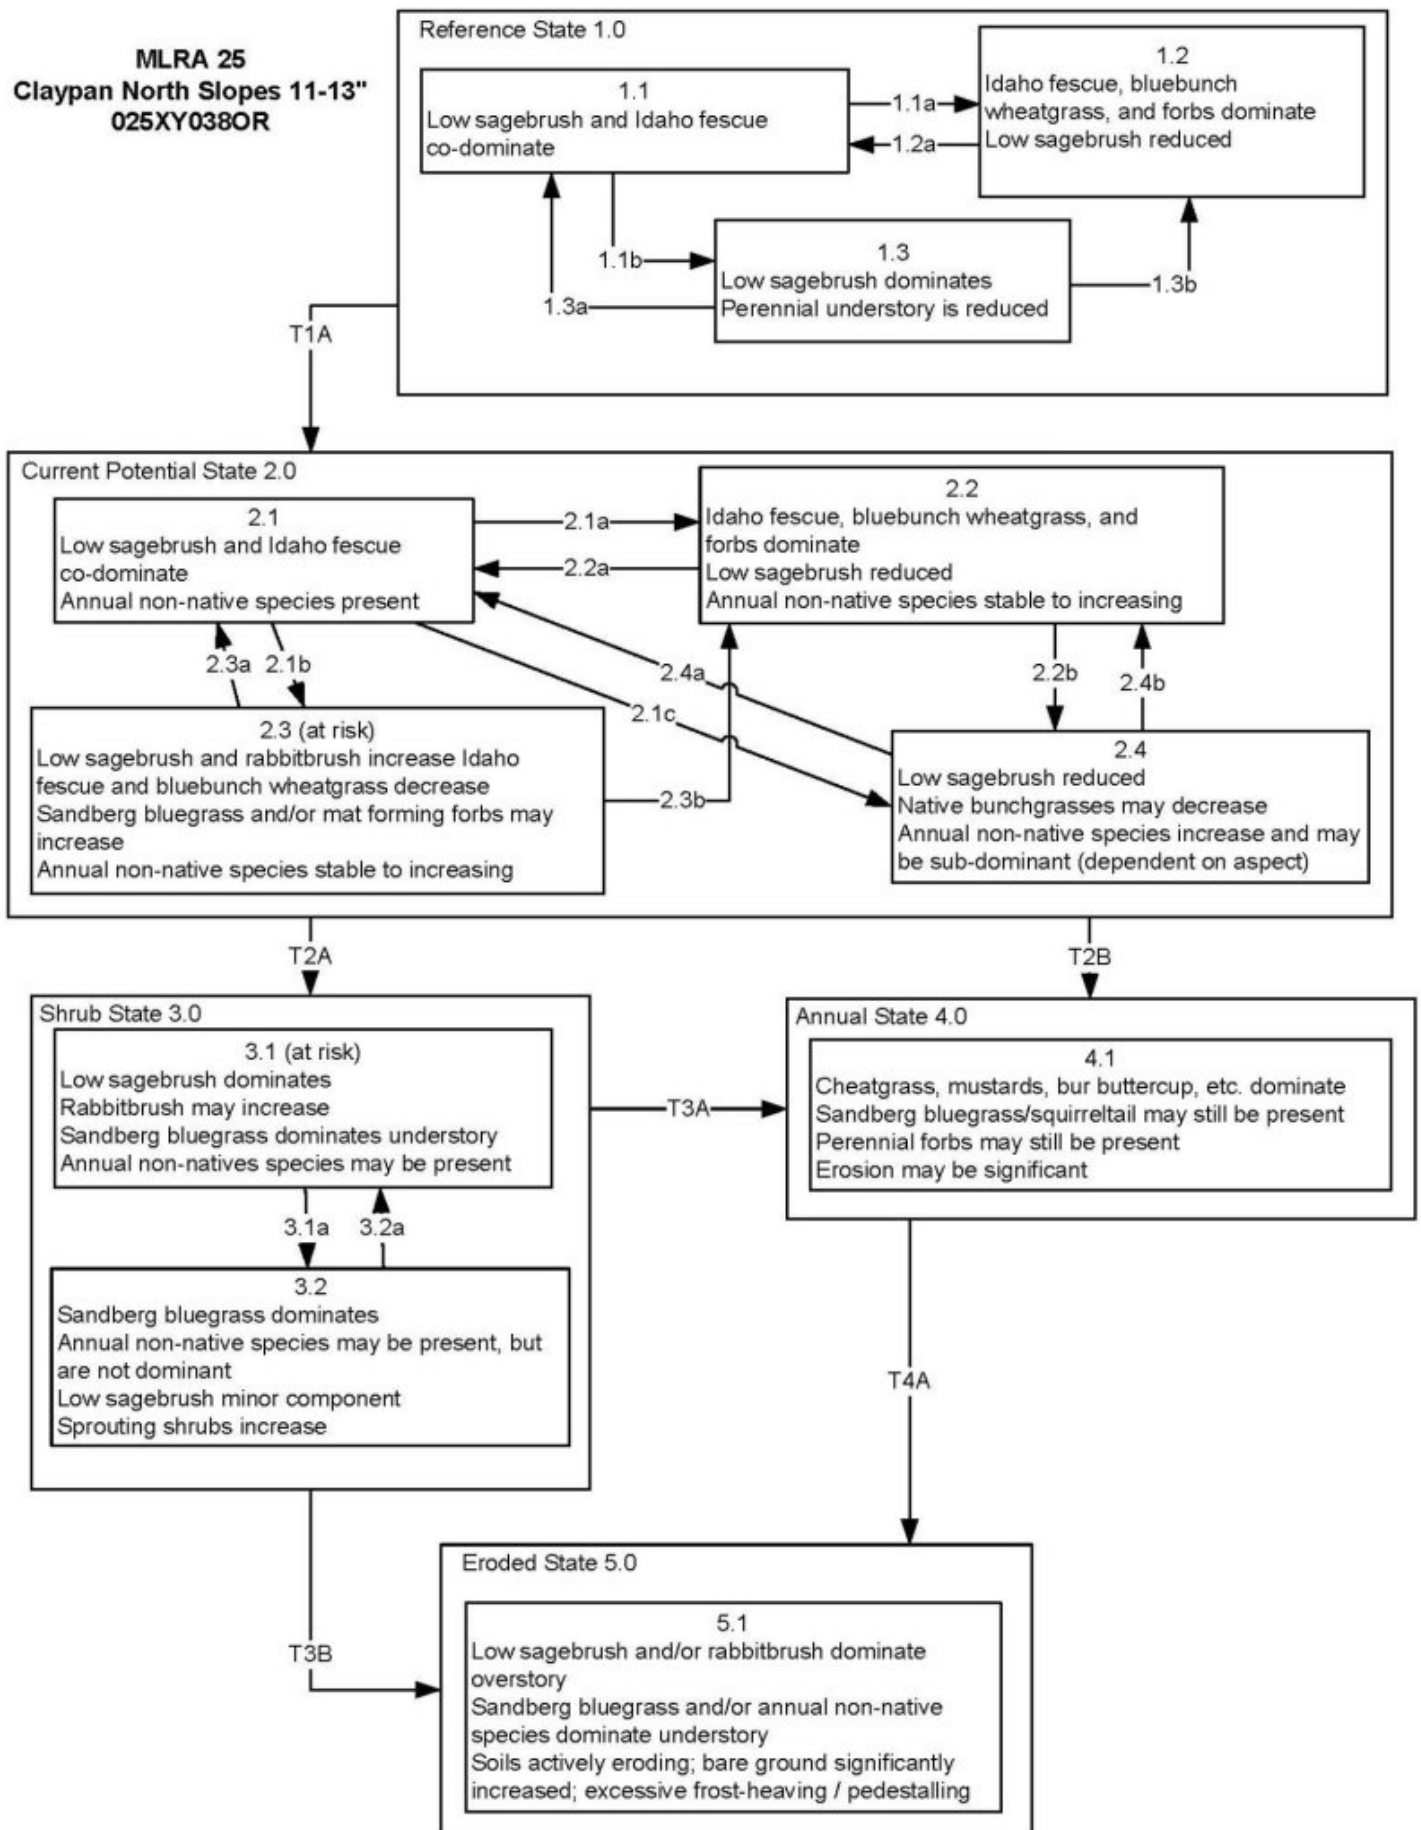 MLRA 25
Claypan North Slopes 11-13"
025XY038OR
Reference State 1.0
1.1
Low sagebrush and Idaho fescue
co-dominate
1.1a
1.2a
1.2
Idaho fescue, bluebunch
wheatgrass, and forbs dominate
Low sagebrush reduced
1.1b
1.3a
1.3
Low sagebrush dominates
Perennial understory is reduced
1.3b
T1A
Current Potential State 2.0
2.1
Low sagebrush and Idaho fescue
co-dominate
Annual non-native species present
2.1a
2.2a
2.2
Idaho fescue, bluebunch wheatgrass, and
forbs dominate
Low sagebrush reduced
Annual non-native species stable to increasing
2.3a
2.1b
2.4a
2.1c
2.2b
2.4b
2.3 (at risk)
Low sagebrush and rabbitbrush increase Idaho
fescue and bluebunch wheatgrass decrease
Sandberg bluegrass and/or mat forming forbs may
increase
Annual non-native species stable to increasing
2.3b
2.4
Low sagebrush reduced
Native bunchgrasses may decrease
Annual non-native species increase and may
be sub-dominant (dependent on aspect)
T2A
T2B
Shrub State 3.0
3.1 (at risk)
Low sagebrush dominates
Rabbitbrush may increase
Sandberg bluegrass dominates understory
Annual non-natives species may be present
3.1a
3.2a
3.2
Sandberg bluegrass dominates
Annual non-native species may be present, but
are not dominant
Low sagebrush minor component
Sprouting shrubs increase
T3A
Annual State 4.0
4.1
Cheatgrass, mustards, bur buttercup, etc. dominate
Sandberg bluegrass/squirreltail may still be present
Perennial forbs may still be present
Erosion may be significant
T4A
T3B
Eroded State 5.0
5.1
Low sagebrush and/or rabbitbrush dominate
overstory
Sandberg bluegrass and/or annual non-native
species dominate understory
Soils actively eroding; bare ground significantly
increased; excessive frost-heaving / pedestalling